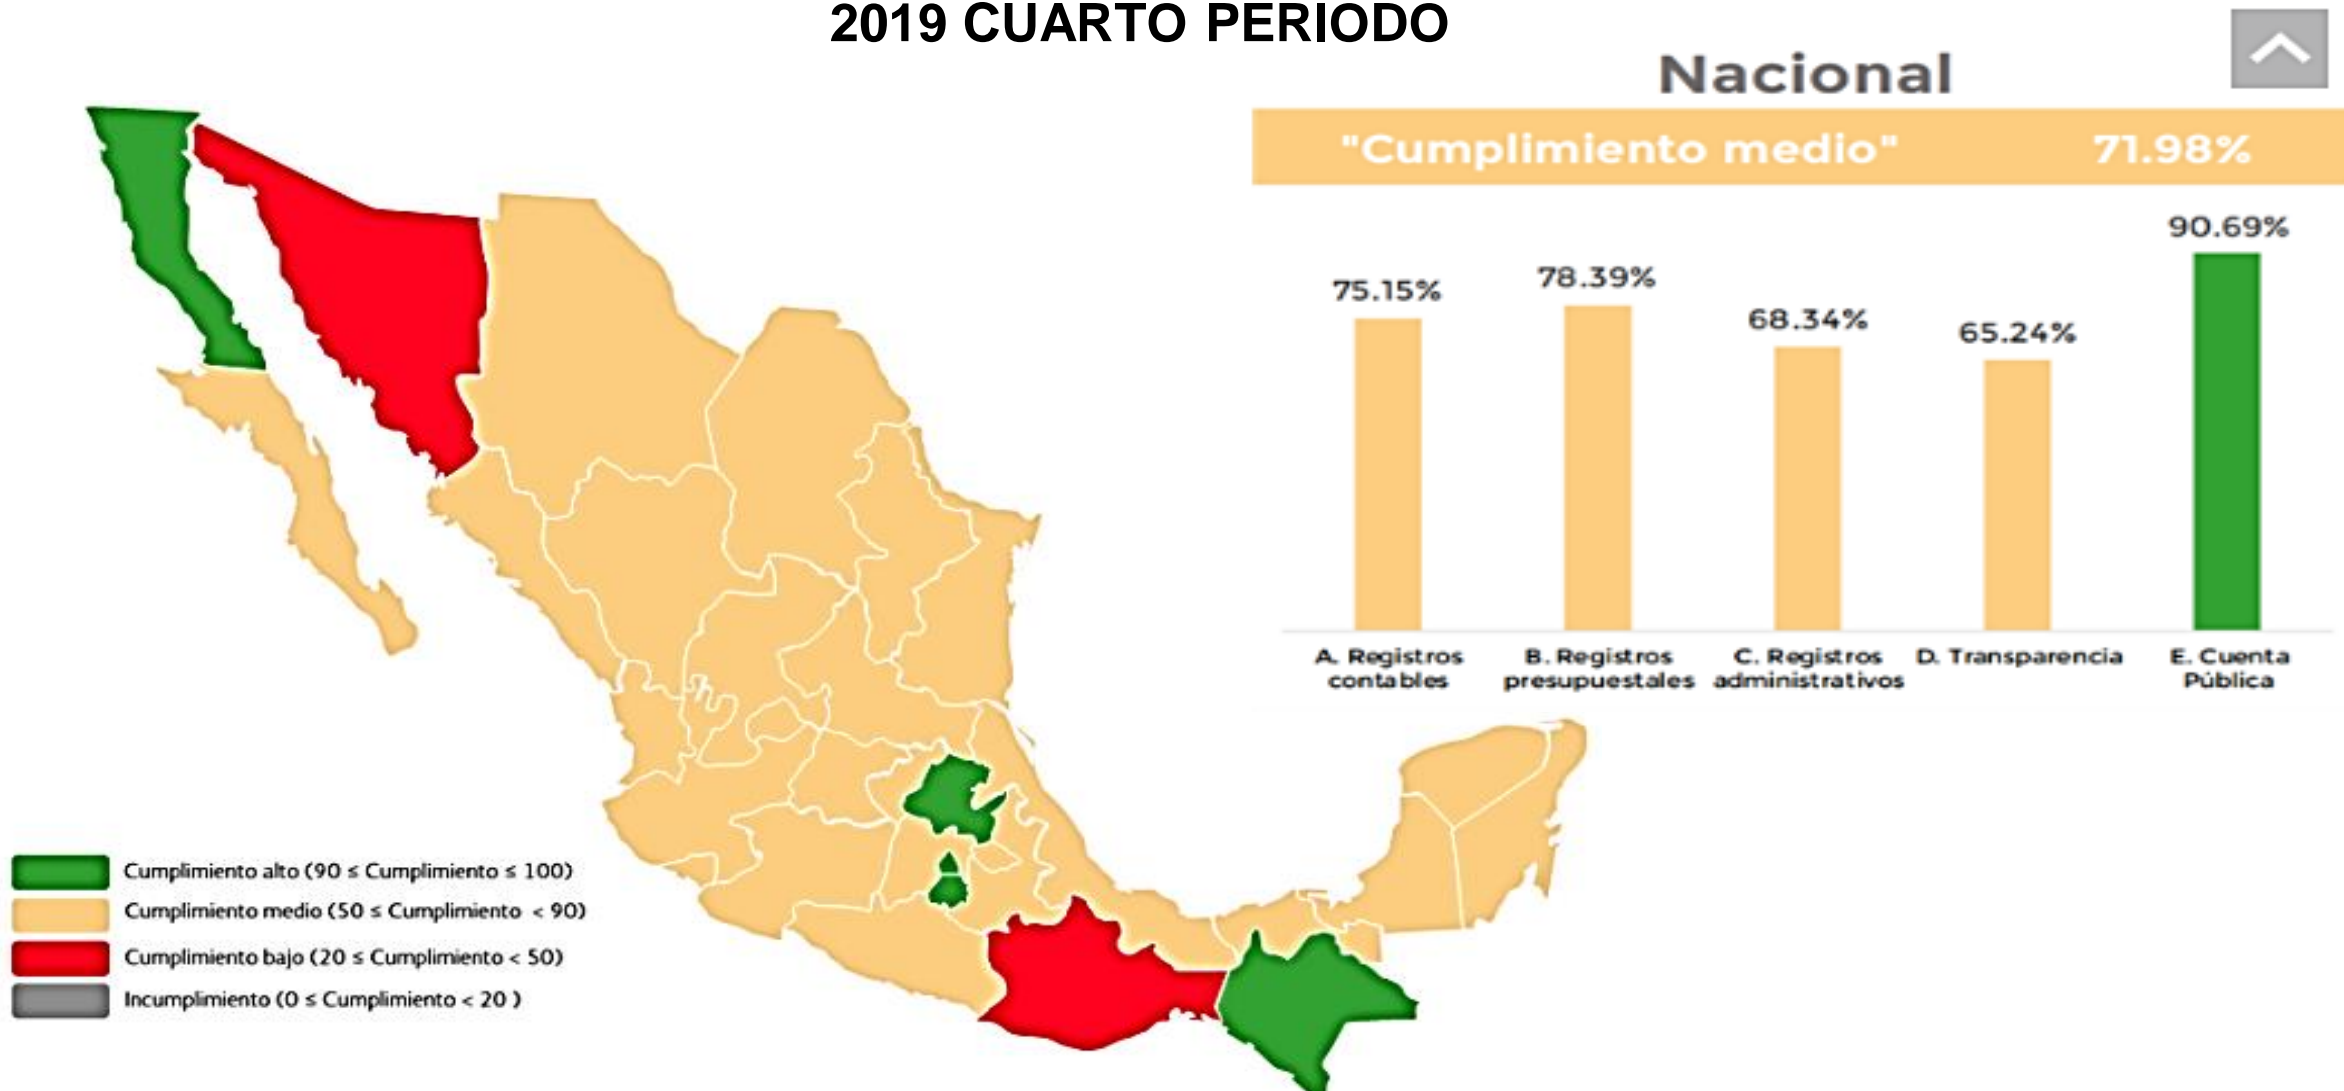 2019 CUARTO PERIODO
Nacional
"Cumplimiento medio" 71.98%
75.15%
78.39%
68.34%
65.24%
90.69%
A. Registros
contables
B. Registros
presupuestales
C. Registros
administrativos
D. Transparencia
E. Cuenta
Pública
Cumplimiento alto (90 ≤ Cumplimiento ≤ 100)
Cumplimiento medio (50 ≤ Cumplimiento < 90)
Cumplimiento bajo (20 ≤ Cumplimiento < 50)
Incumplimiento (0 ≤ Cumplimiento < 20 )